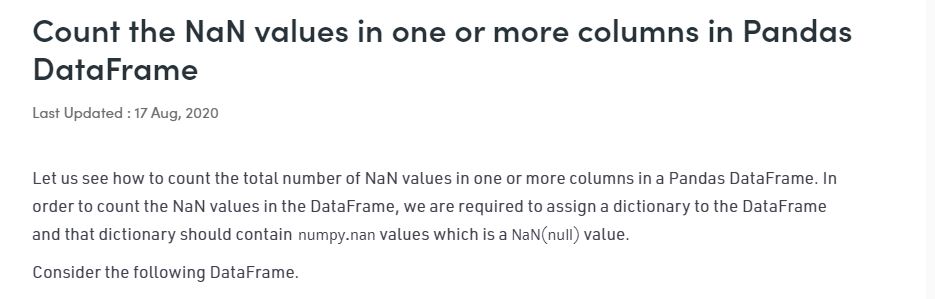 Count the NaN values in one or more columns in Pandas
DataFrame
Last Updated : 17 Aug, 2020
Let us see how to count the total number of NaN values in one or more columns in a Pandas DataFrame. In
order to count the NaN values in the DataFrame, we are required to assign a dictionary to the DataFrame
and that dictionary should contain numpy.nan values which is a NaN(null) value.
Consider the following DataFrame.